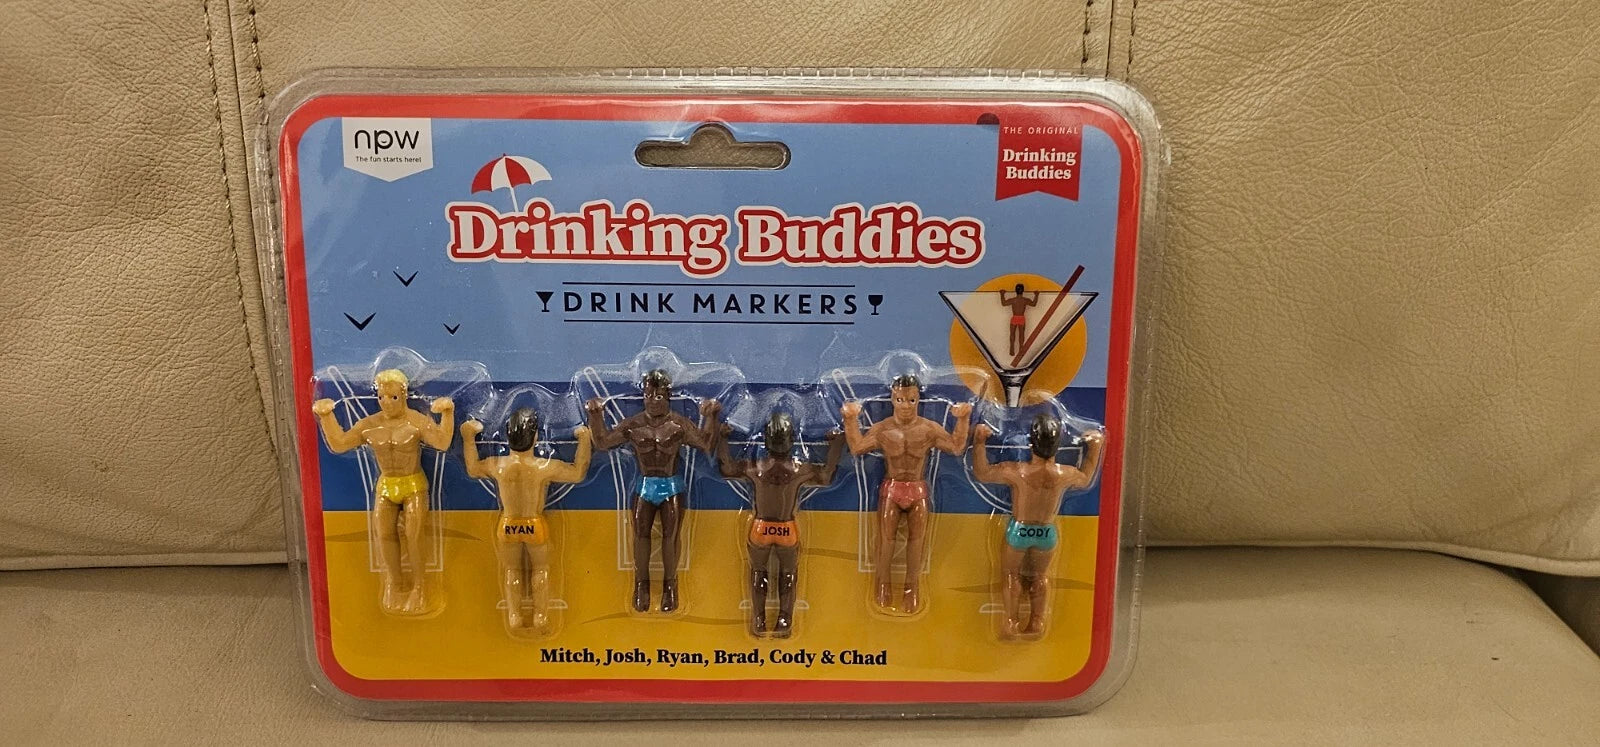 npw
The fun starts here!
THE ORIGINAL
Drinking
Buddies
Drinking Buddies
DRINK MARKERS
RYAN
JOSH
CODY
Mitch, Josh, Ryan, Brad, Cody & Chad